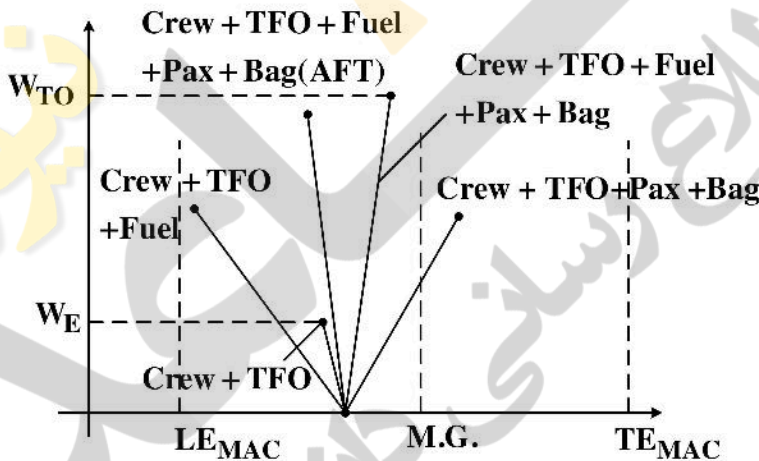 Crew + TFO + Fuel
+Pax + Bag(AFT)
Crew + TFO + Fuel
+Pax + Bag
W_TO
Crew + TFO
+Fuel
Crew + TFO+Pax +Bag
W_E
Crew + TFO
LE_MAC
M.G.
TE_MAC